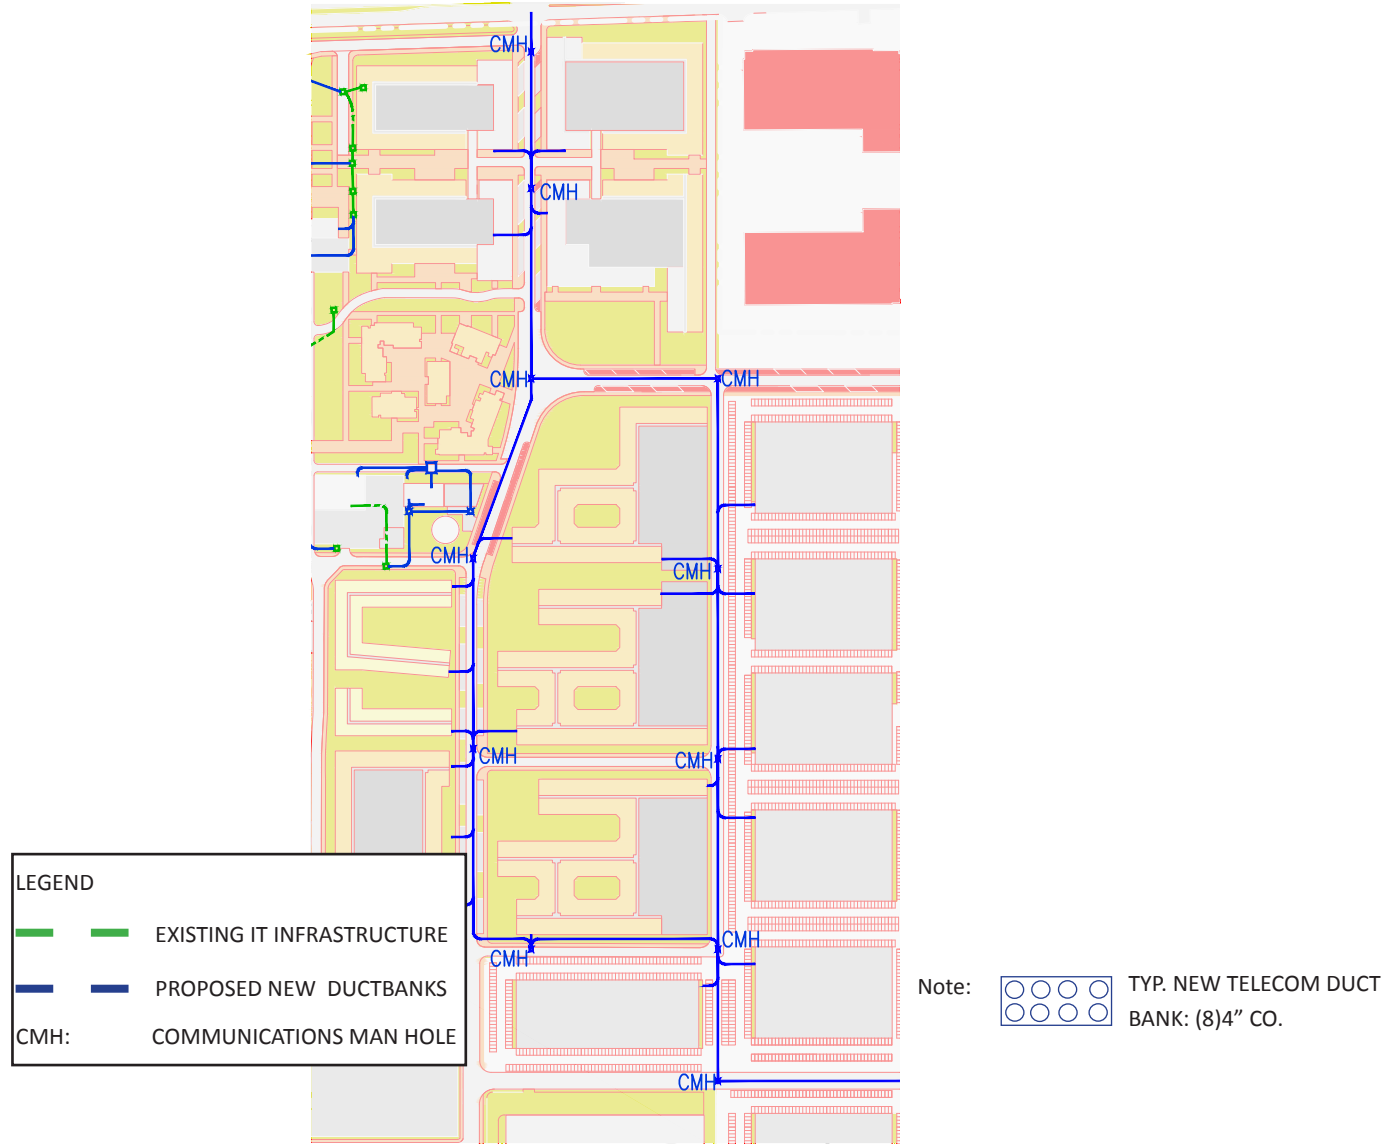 CMH
CMH
CMH
CMH
CMH
CMH
CMH
CMH
CMH
CMH
CMH
LEGEND
EXISTING IT INFRASTRUCTURE
PROPOSED NEW DUCTBANKS
CMH: COMMUNICATIONS MAN HOLE
Note:
TYP. NEW TELECOM DUCT
BANK: (8)4” CO.